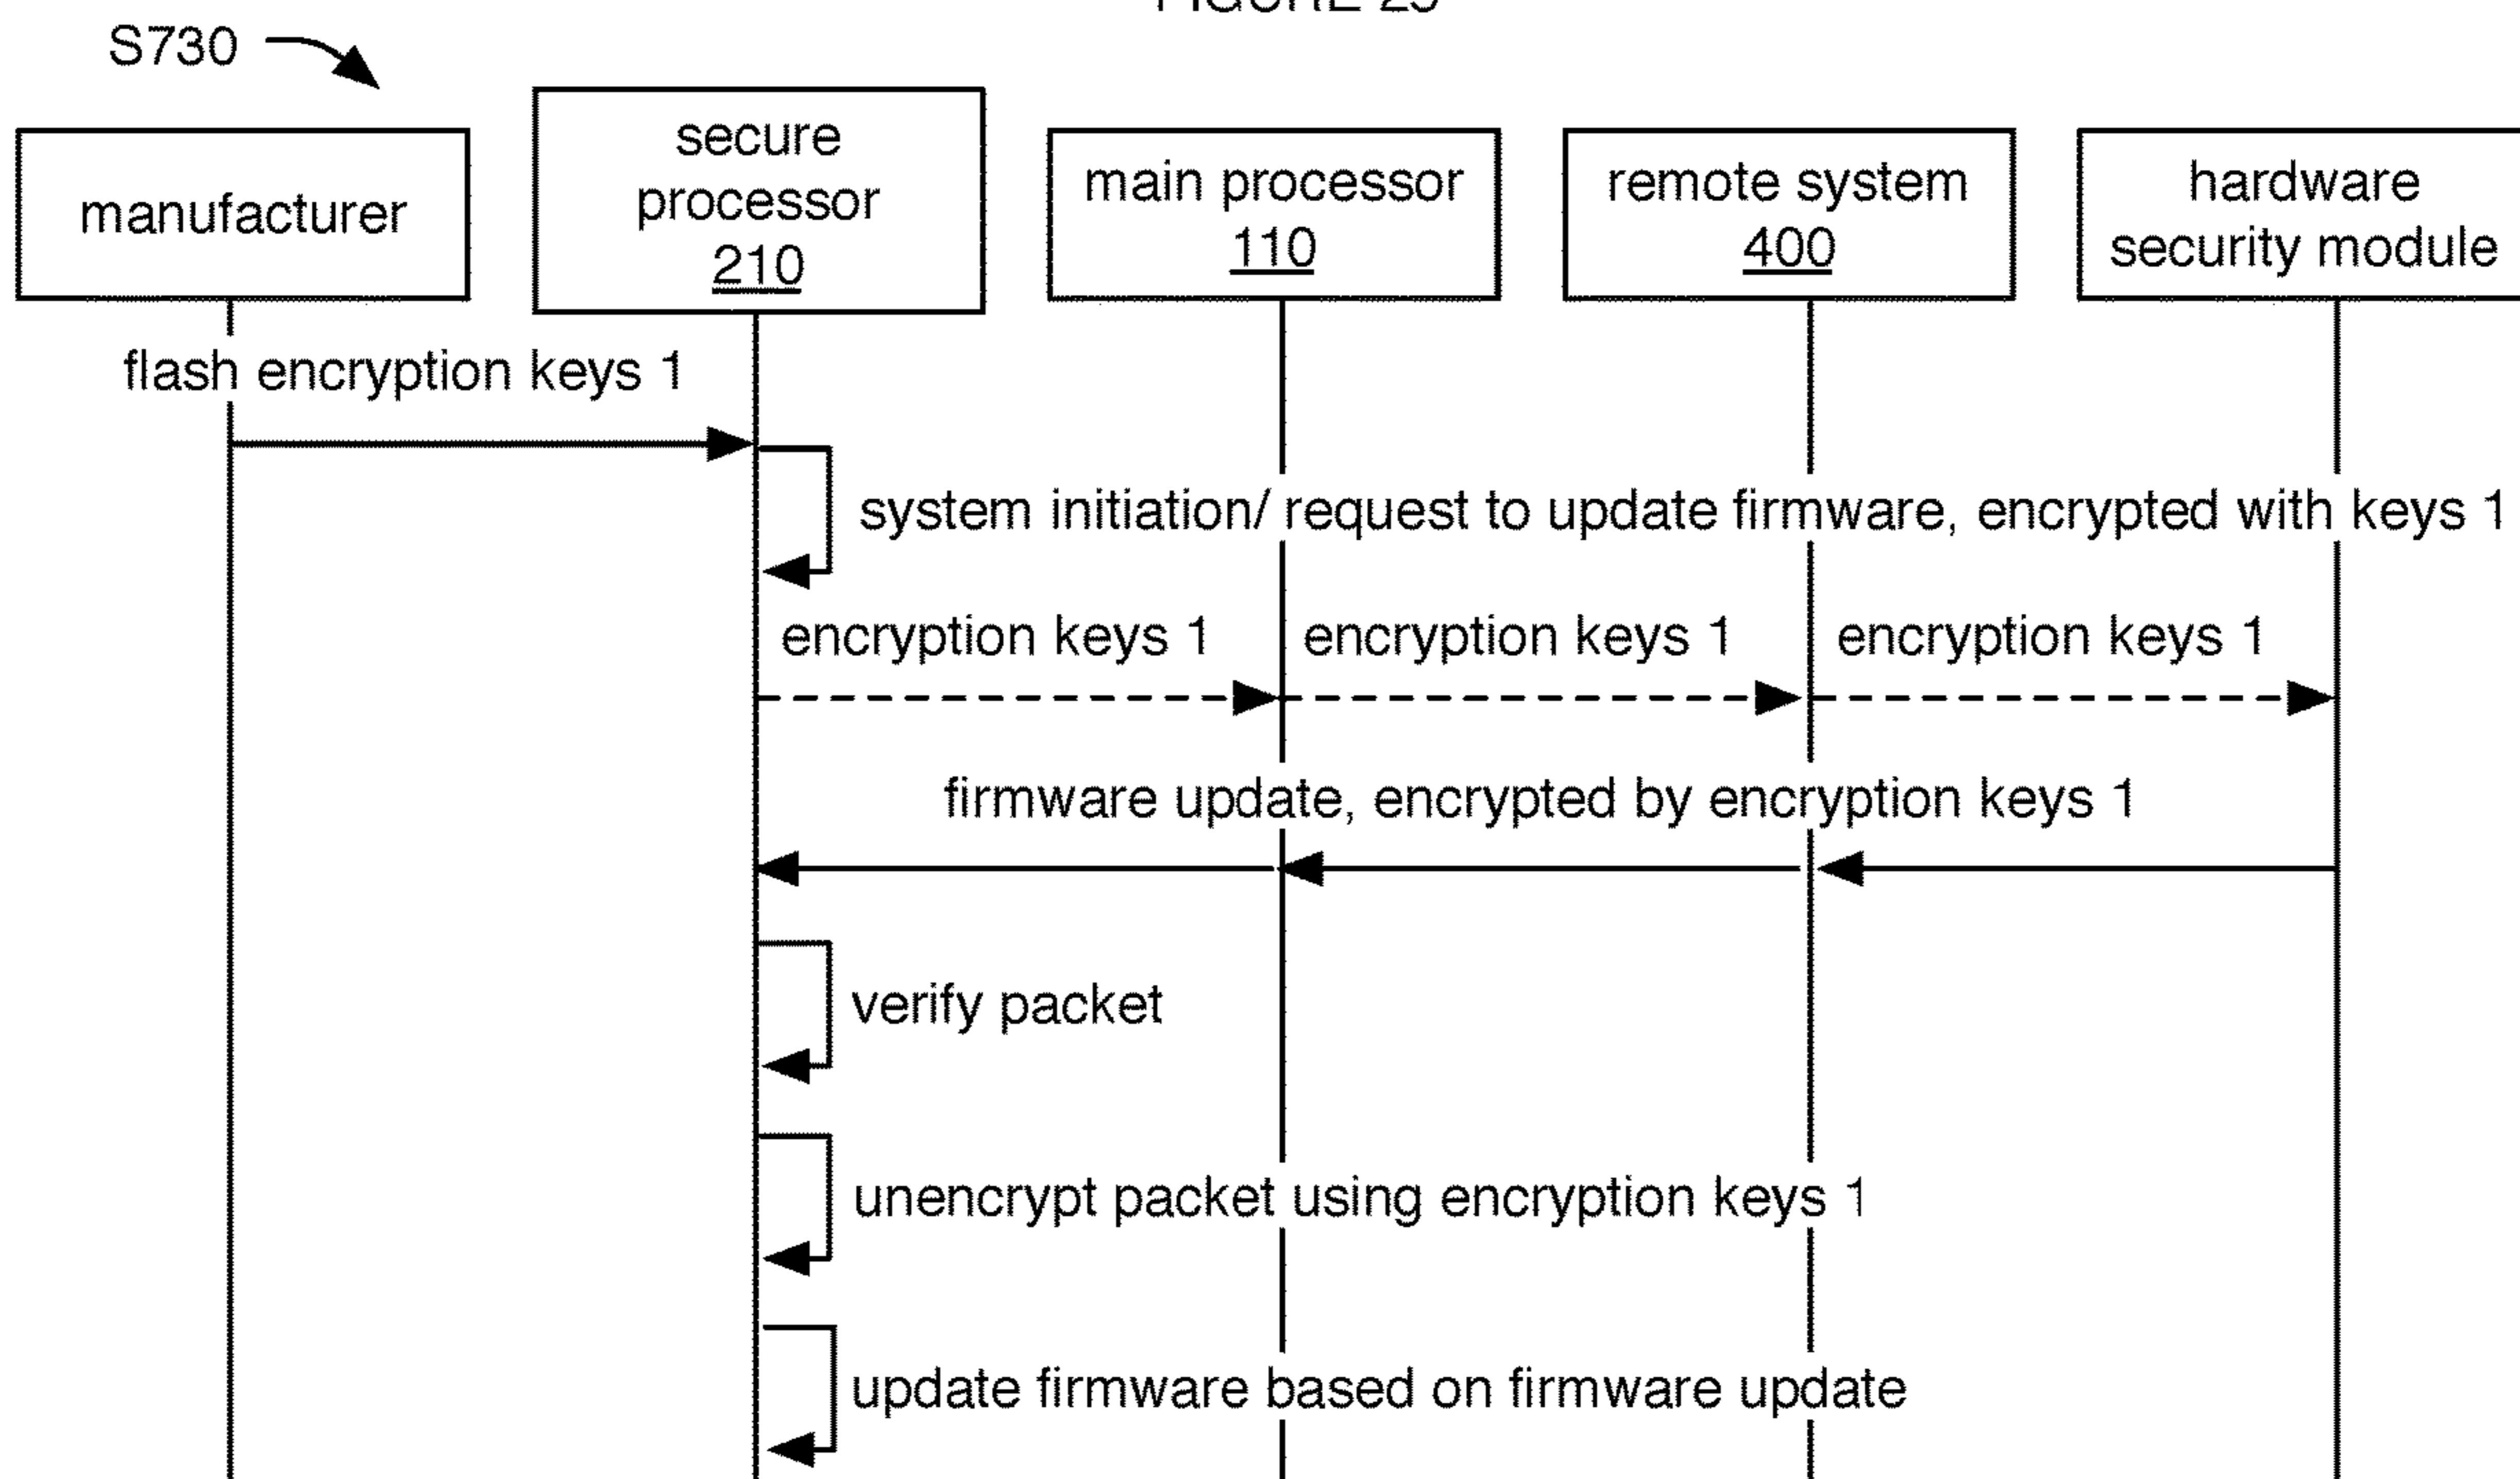 S730
manufacturer
secure
processor
210
main processor
110
remote system
400
hardware
security module
flash encryption keys 1
system initiation/ request to update firmware, encrypted with keys 1
encryption keys 1
encryption keys 1
encryption keys 1
firmware update, encrypted by encryption keys 1
verify packet
unencrypt packet using encryption keys 1
update firmware based on firmware update